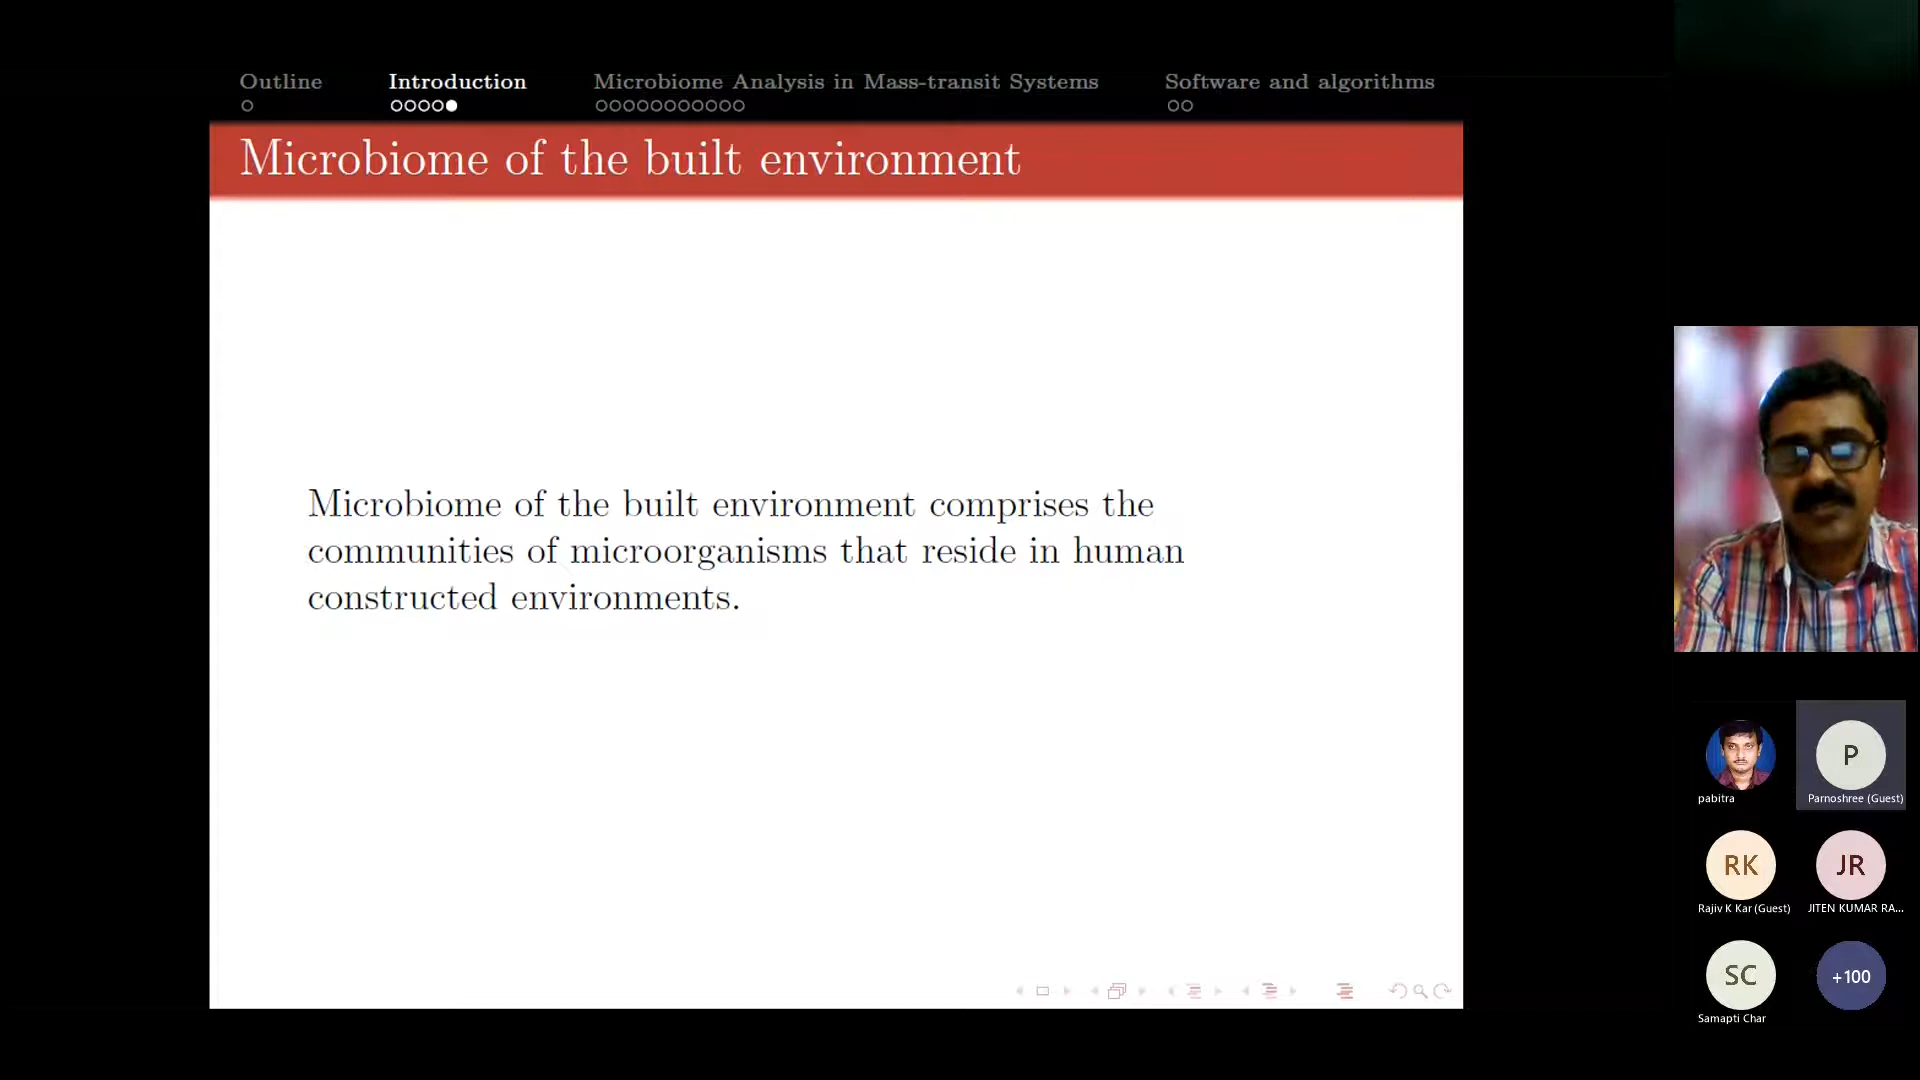 Outline
Introduction
Microbiome Analysis in Mass-transit Systems
Software and algorithms
Microbiome of the built environment
Microbiome of the built environment comprises the
communities of microorganisms that reside in human
constructed environments.
pabitra
P
Parnoshree (Guest)
RK
Rajiv K Kar (Guest)
JR
JITEN KUMAR RA...
SC
Samapti Char
+100